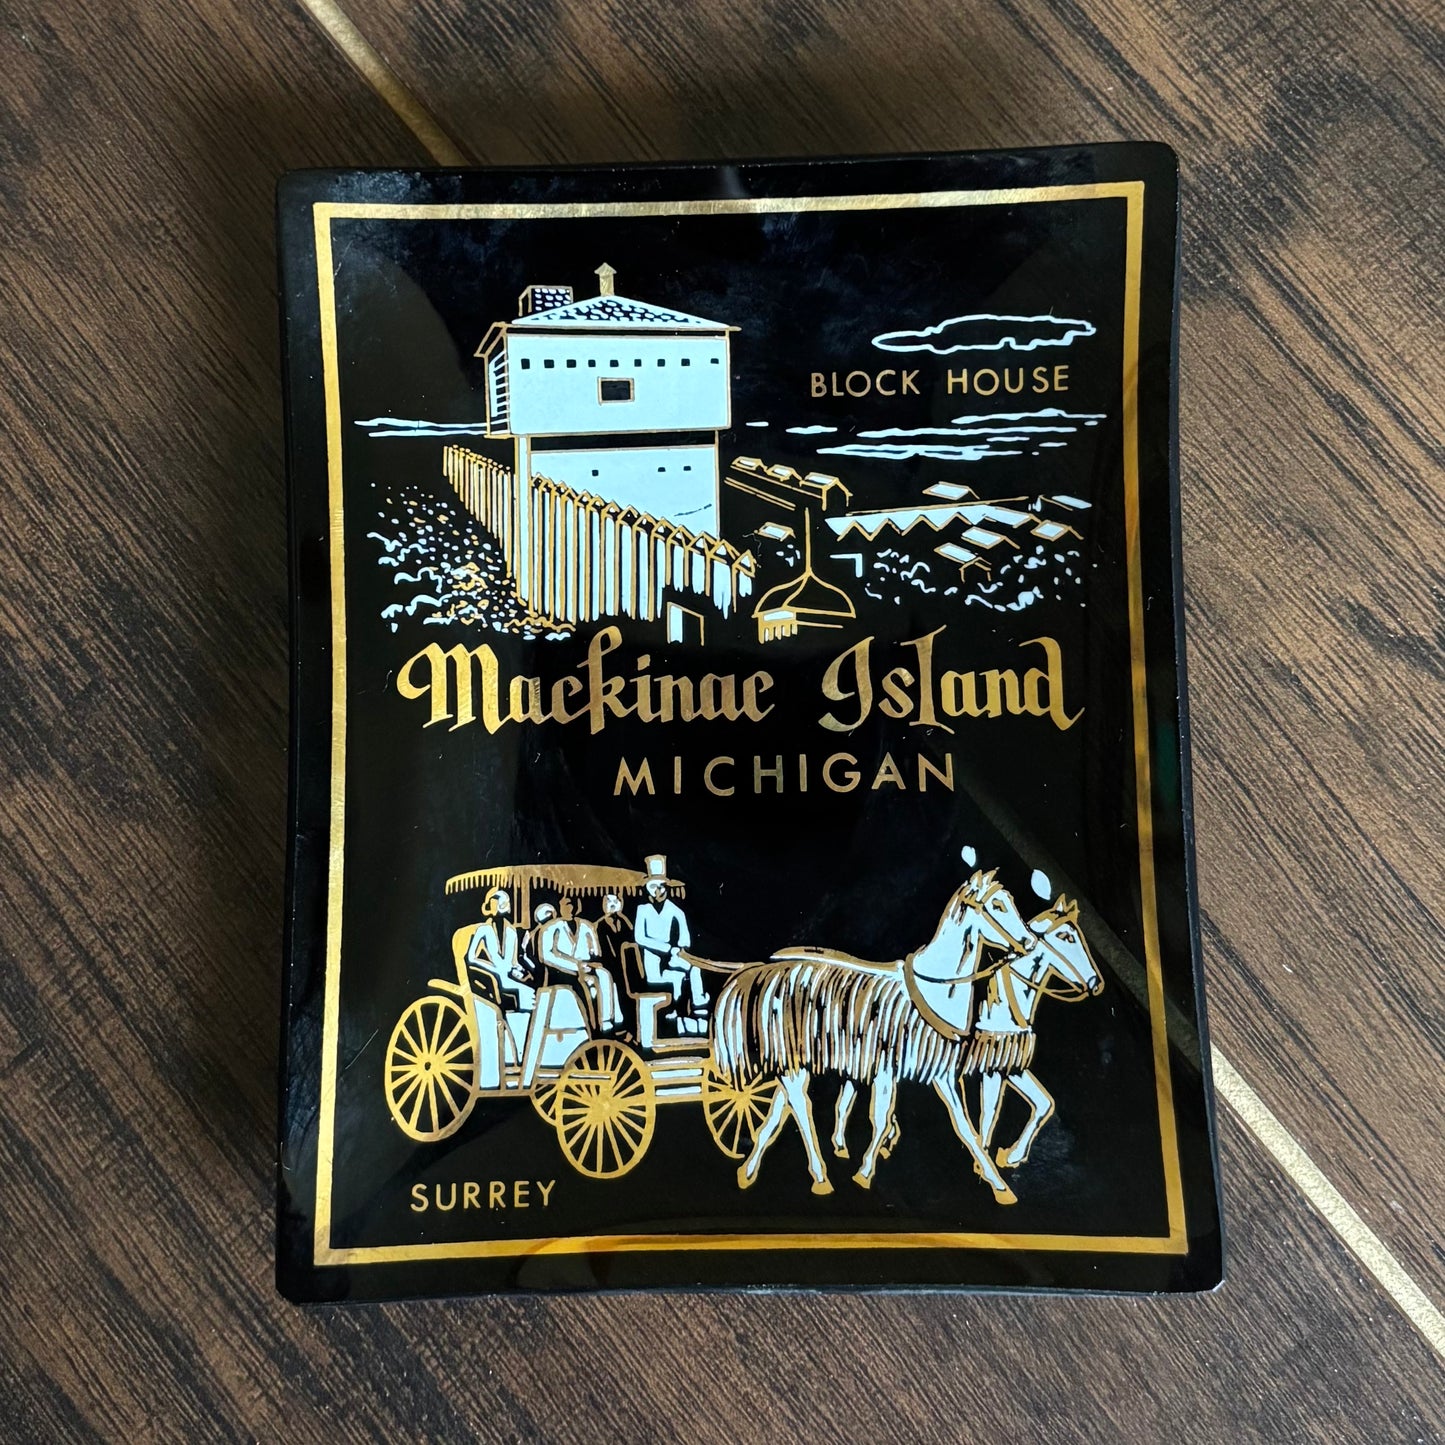 BLOCK HOUSE
Mackinac Island
MICHIGAN
SURREY